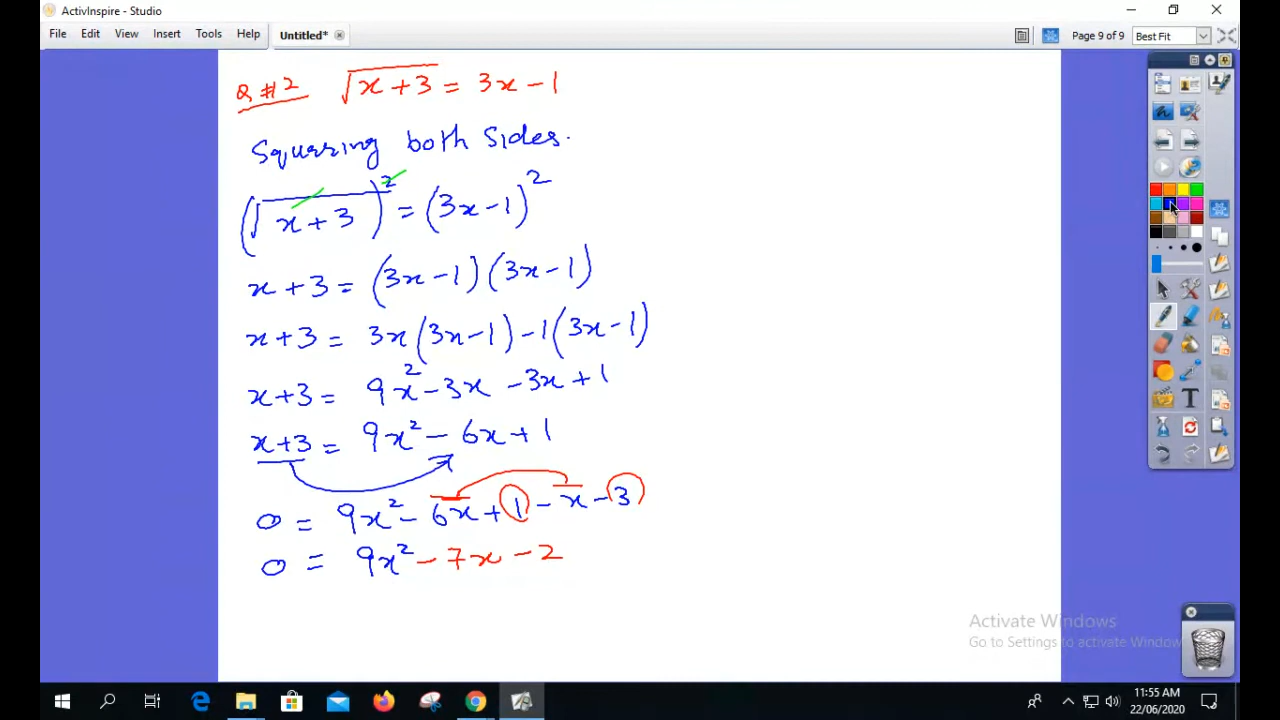 ActivInspire - Studio
File Edit View Insert Tools Help Untitled* Page 9 of 9 Best Fit
Q #2 √(x+3) = 3x-1
Squrring both Sides.
(√(x+3))² = (3x-1)²
x+3 = (3x-1)(3x-1)
x+3 = 3x(3x-1)-1(3x-1)
x+3 = 9x²-3x-3x+1
x+3 = 9x²-6x+1
0 = 9x²-6x+1-x-3
0 = 9x²-7x-2
Activate Windows
Go to Settings to activate Window
11:55 AM
22/06/2020